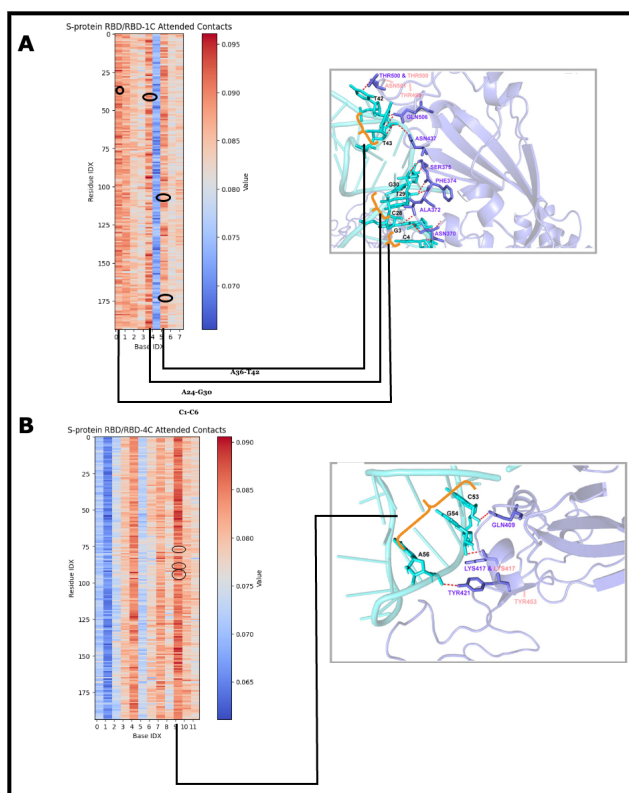 A
S-protein RBD/RBD-1C Attended Contacts
0
25
50
75
100
125
150
175
Residue IDX
0 1 2 3 4 5 6 7
Base IDX
0.095
0.090
0.085
0.080
0.075
0.070
Value
THR500 & THR500
T42
GLN506
ASN437
T43
SER375
G30
PHE374
T29
ALA372
C28
G3
C4
ASN370
A36-T42
A24-G30
C1-C6
B
S-protein RBD/RBD-4C Attended Contacts
0
25
50
75
100
125
150
175
Residue IDX
0 1 2 3 4 5 6 7 8 9 10 11
Base IDX
0.090
0.085
0.080
0.075
0.070
0.065
Value
C53
G54
GLN409
A56
LYS417 & LYS417
TYR421
TYR453